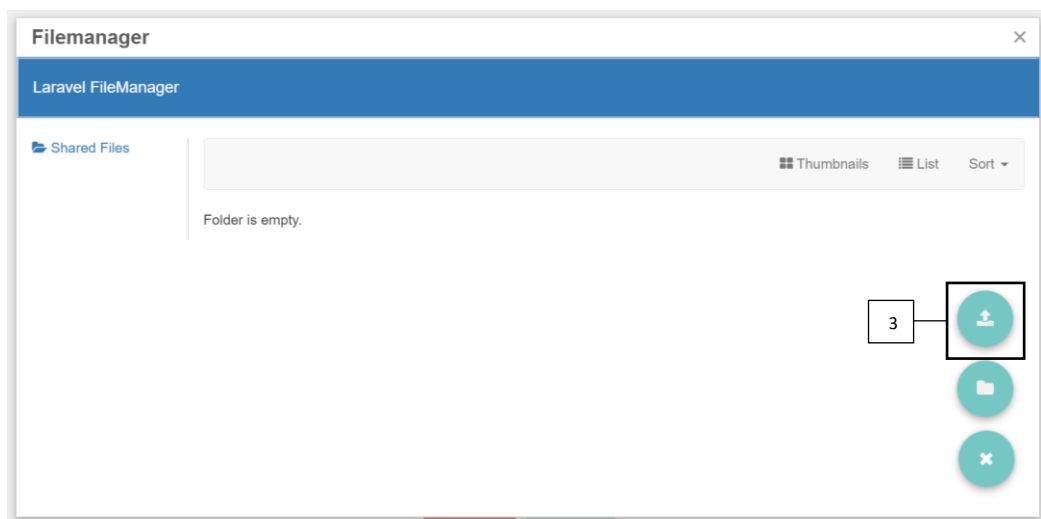 Filemanager
Laravel FileManager
Shared Files
Thumbnails List Sort
Folder is empty.
3